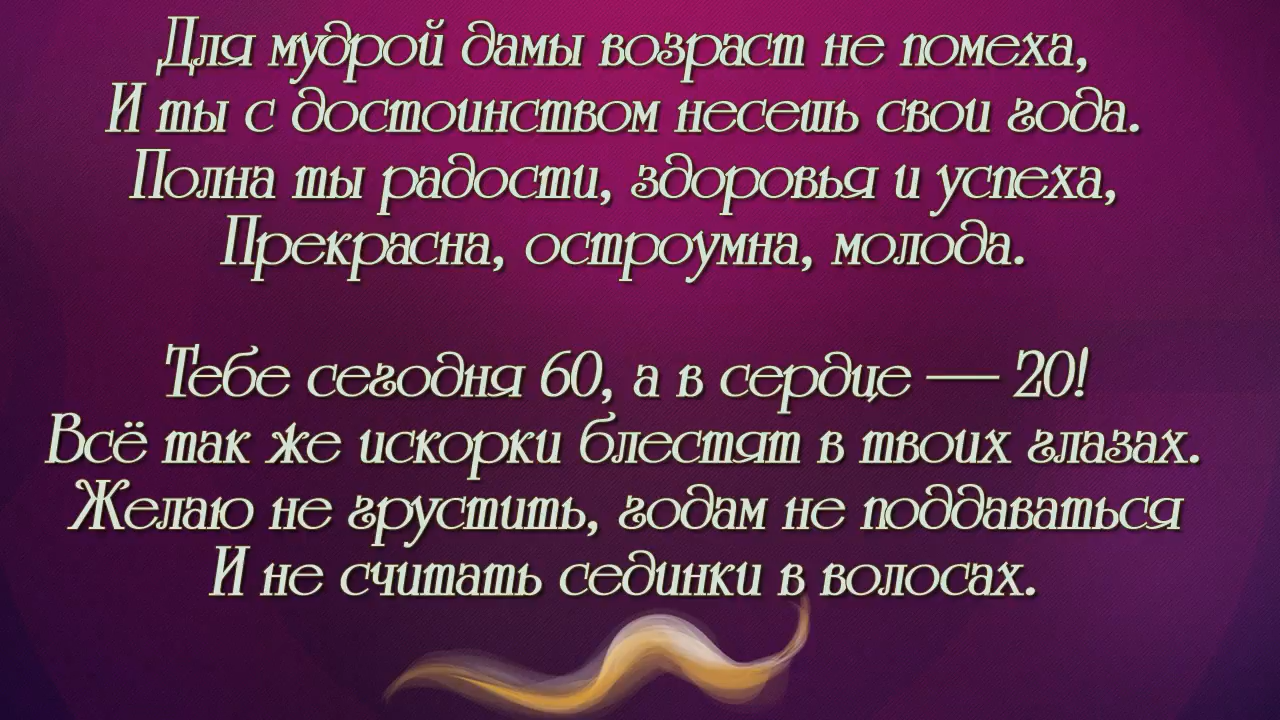 Для мудрой дамы возраст не помеха,
И ты с достоинством несешь свои года.
Полна ты радости, здоровья и успеха,
Прекрасна, остроумна, молода.
Тебе сегодня 60, а в сердце — 20!
Всё так же искорки блестят в твоих глазах.
Желаю не грустить, годам не поддаваться
И не считать сединки в волосах.